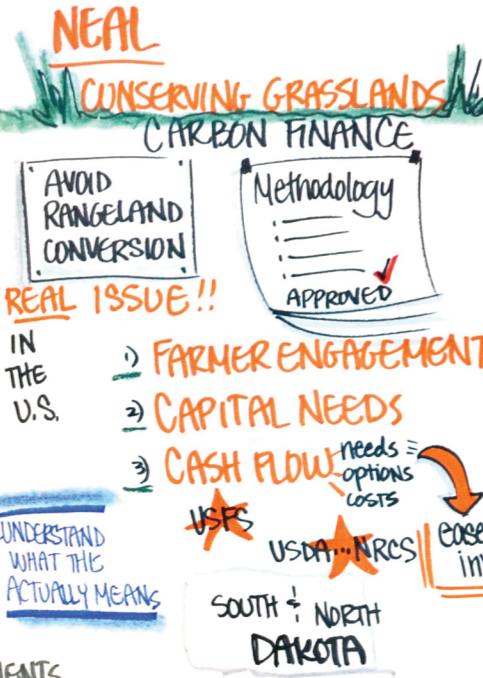 NEAL
CONSERVING GRASSLANDS
CARBON FINANCE
AVOID
RANGELAND
CONVERSION
Methodology
APPROVED
REAL ISSUE!!
IN
THE
U.S.
1) FARMER ENGAGEMENT
2) CAPITAL NEEDS
3) CASH FLOW
needs =
options
COSTS
USFS
USDA...NRCS
UNDERSTAND
WHAT THE
ACTUALLY MEANS
SOUTH & NORTH
DAKOTA